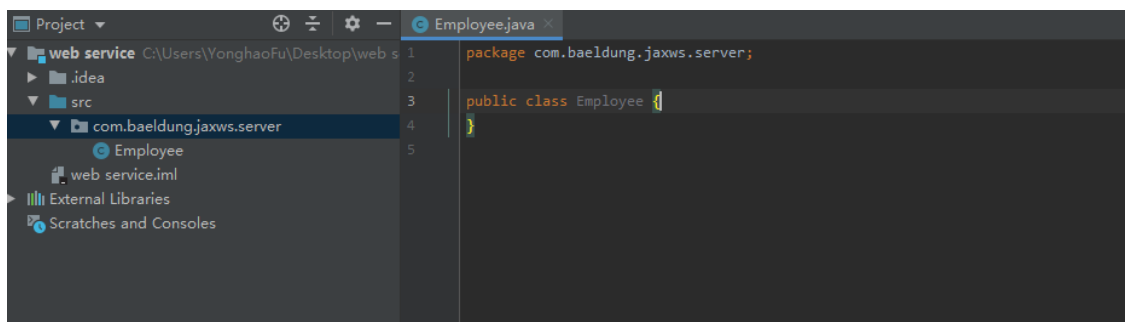 Project
Employee.java
web service C:\Users\YonghaoFu\Desktop\web s
.idea
src
com.baeldung.jaxws.server
Employee
web service.iml
External Libraries
Scratches and Consoles
1 package com.baeldung.jaxws.server;
2
3 public class Employee {
4 }
5